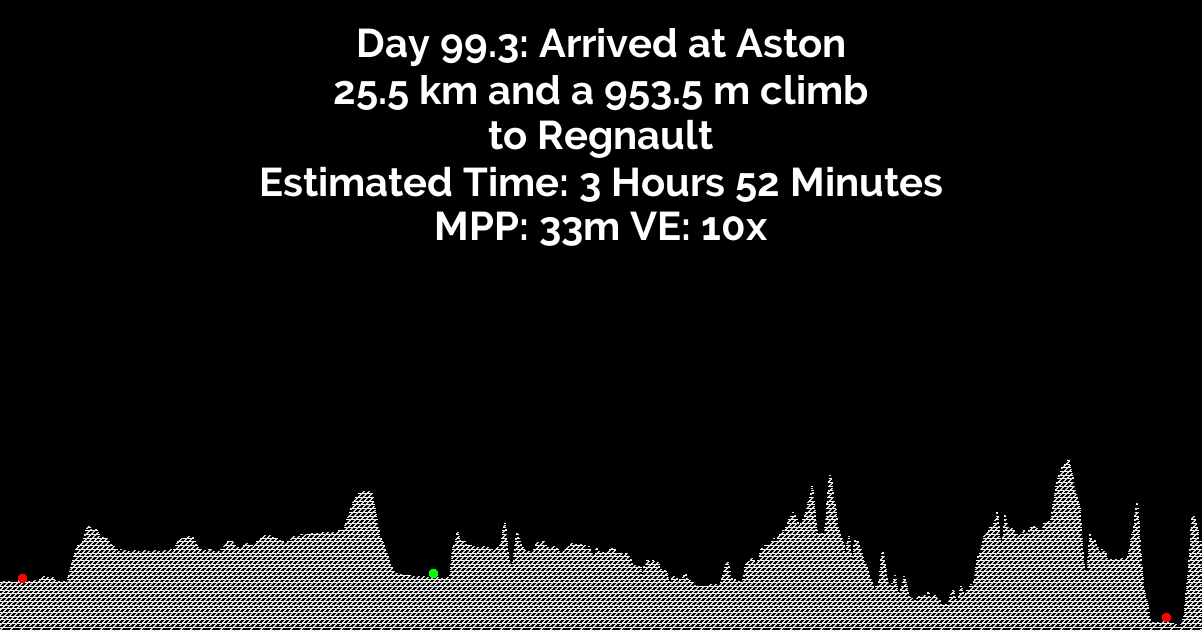 Day 99.3: Arrived at Aston
25.5 km and a 953.5 m climb
to Regnault
Estimated Time: 3 Hours 52 Minutes
MPP: 33m VE: 10x